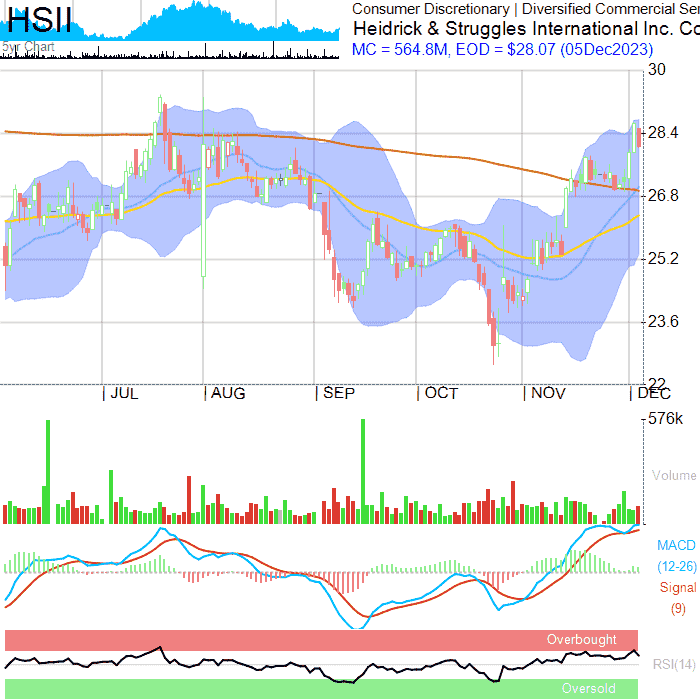 HSII
Consumer Discretionary | Diversified Commercial Ser
5yr Chart
Heidrick & Struggles International Inc. Co
MC = 564.8M, EOD = $28.07 (05Dec2023)
30
28.4
26.8
25.2
23.6
22
| JUL | AUG | SEP | OCT | NOV | DEC
576k
Volume
MACD
(12-26)
Signal
(9)
Overbought
RSI(14)
Oversold